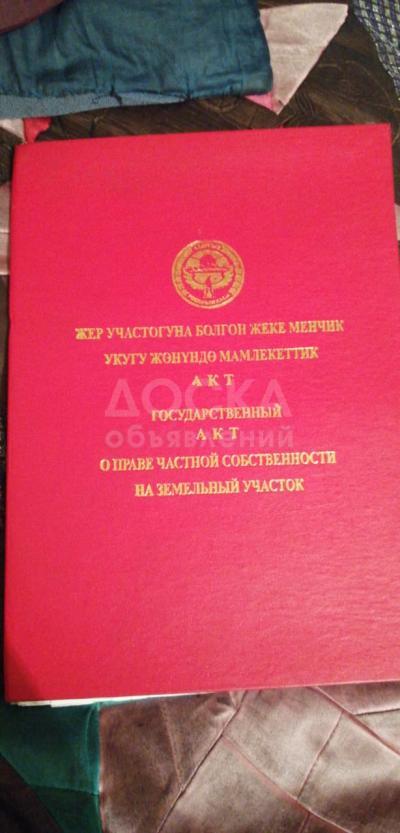 ЖЕР УЧАСТОГУНА БОЛГОН ЖЕКЕ МЕНЧИК
УКУГУ ЖӨНҮНДӨ МАМЛЕКЕТТИК
АКТ
ДОСКА
ГОСУДАРСТВЕННЫЙ
объявлений
АКТ
О ПРАВЕ ЧАСТНОЙ СОБСТВЕННОСТИ
НА ЗЕМЕЛЬНЫЙ УЧАСТОК